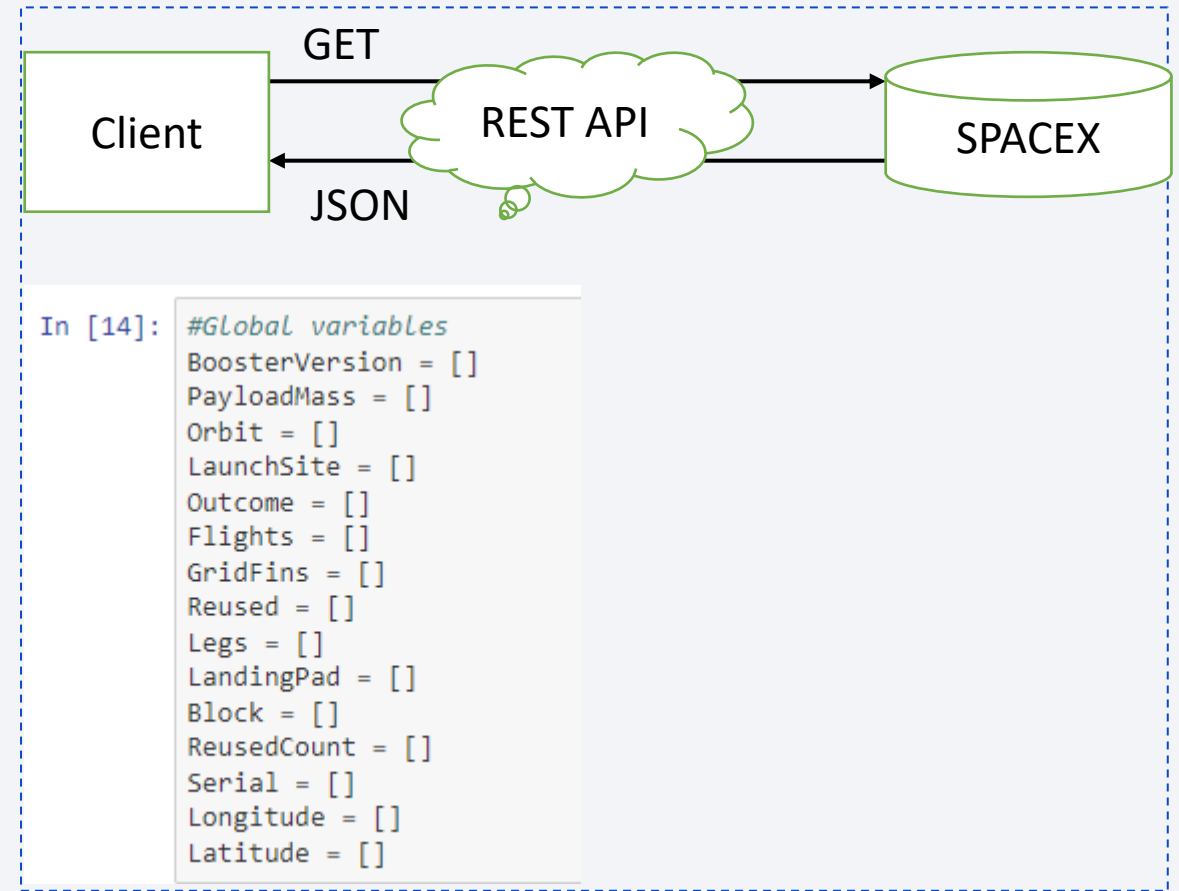 GET
Client
REST API
SPACEX
JSON
In [14]: #Global variables
BoosterVersion = []
PayloadMass = []
Orbit = []
LaunchSite = []
Outcome = []
Flights = []
GridFins = []
Reused = []
Legs = []
LandingPad = []
Block = []
ReusedCount = []
Serial = []
Longitude = []
Latitude = []